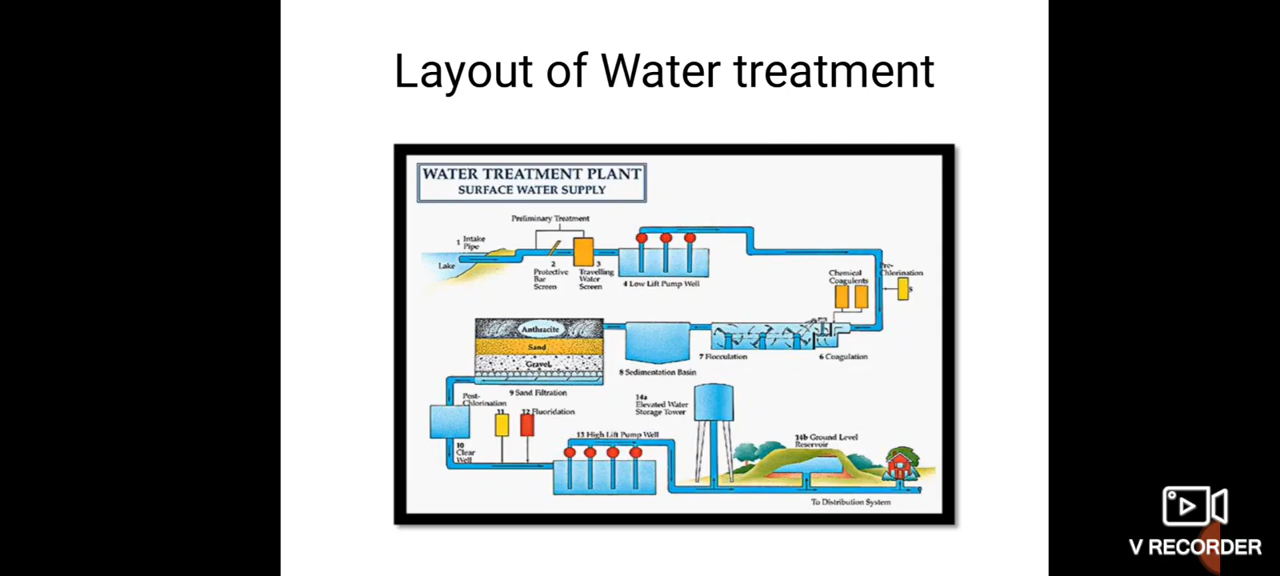 Layout of Water treatment
WATER TREATMENT PLANT
SURFACE WATER SUPPLY
Preliminary Treatment
1 Intake
Pipe
Lake
2
Protective
Bar
Screen
3
Travelling
Water
Screen
4 Low Lift Pump Well
Pre-
Chlorination
5
Chemical
Coagulents
6 Coagulation
7 Flocculation
8 Sedimentation Basin
Anthracite
Sand
Gravel
9 Sand Filtration
Post-
Chlorination
11
12 Fluoridation
10
Clear
Well
13 High Lift Pump Well
14a
Elevated Water
Storage Tower
14b Ground Level
Reservoir
To Distribution System
V RECORDER